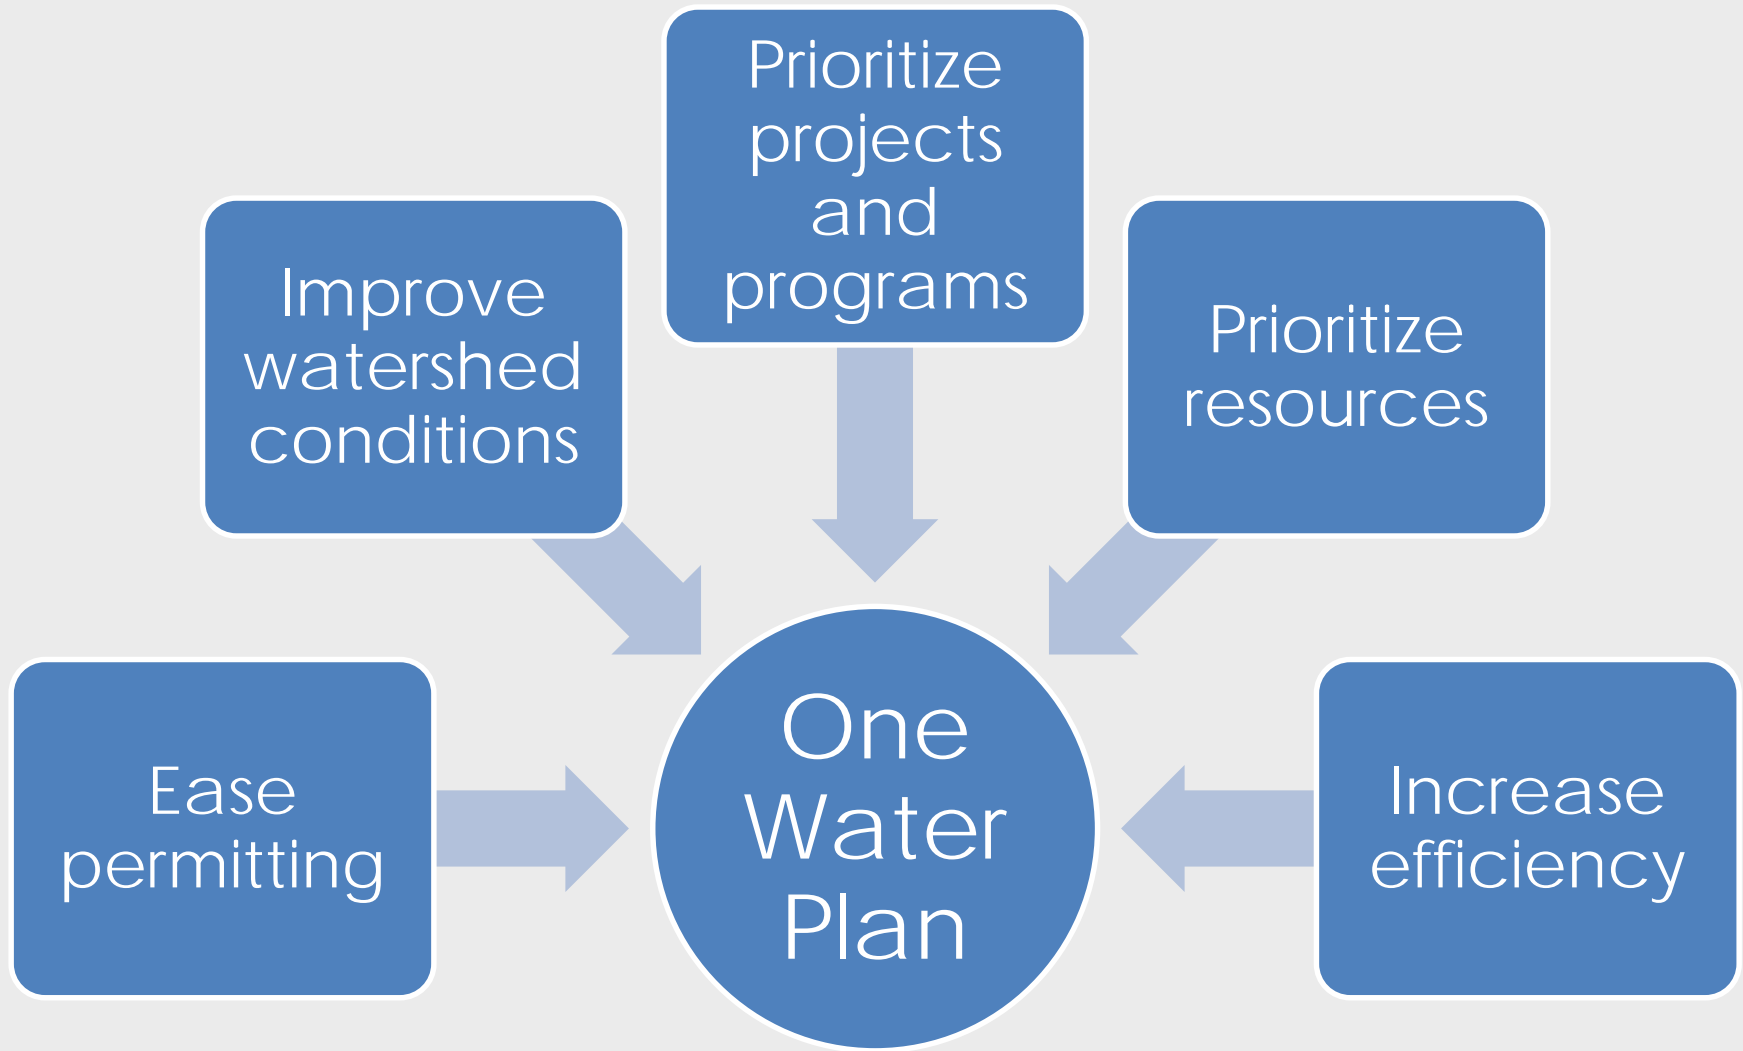 Prioritize
projects
and
programs
Improve
watershed
conditions
Prioritize
resources
Ease
permitting
One
Water
Plan
Increase
efficiency